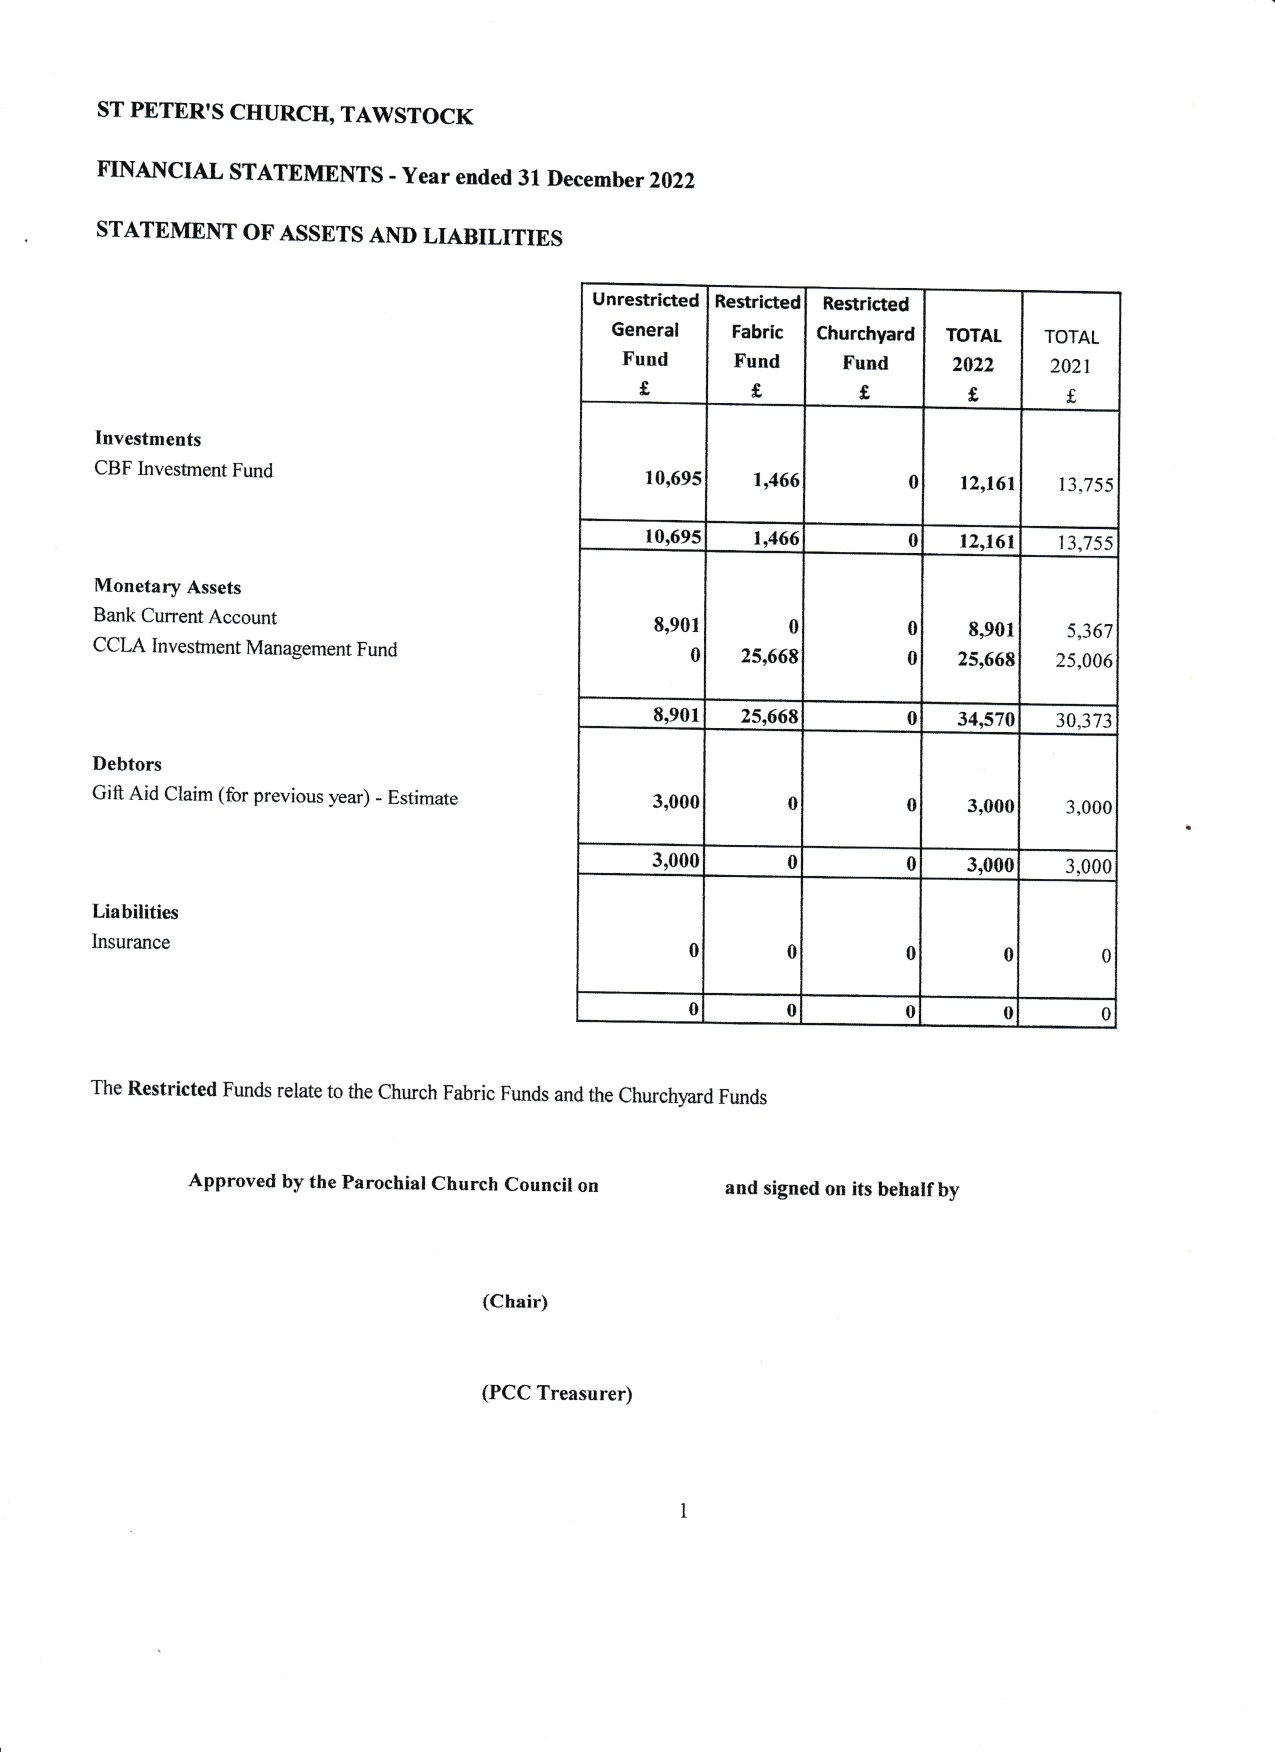 ST PETER'S CHURCH, TAWSTOCK
FINANCIAL STATEMENTS - Year ended 31 December 2022
STATEMENT OF ASSETS AND LIABILITIES
Unrestricted Restricted Restricted
General Fabric Churchyard TOTAL TOTAL
Fund Fund Fund 2022 2021
£ £ £ £ £
Investments
CBF Investment Fund 10,695 1,466 0 12,161 13,755
10,695 1,466 0 12,161 13,755
Monetary Assets
Bank Current Account 8,901 0 0 8,901 5,367
CCLA Investment Management Fund 0 25,668 0 25,668 25,006
8,901 25,668 0 34,570 30,373
Debtors
Gift Aid Claim (for previous year) - Estimate 3,000 0 0 3,000 3,000
3,000 0 0 3,000 3,000
Liabilities
Insurance 0 0 0 0 0
0 0 0 0 0
The Restricted Funds relate to the Church Fabric Funds and the Churchyard Funds
Approved by the Parochial Church Council on and signed on its behalf by
(Chair)
(PCC Treasurer)
1